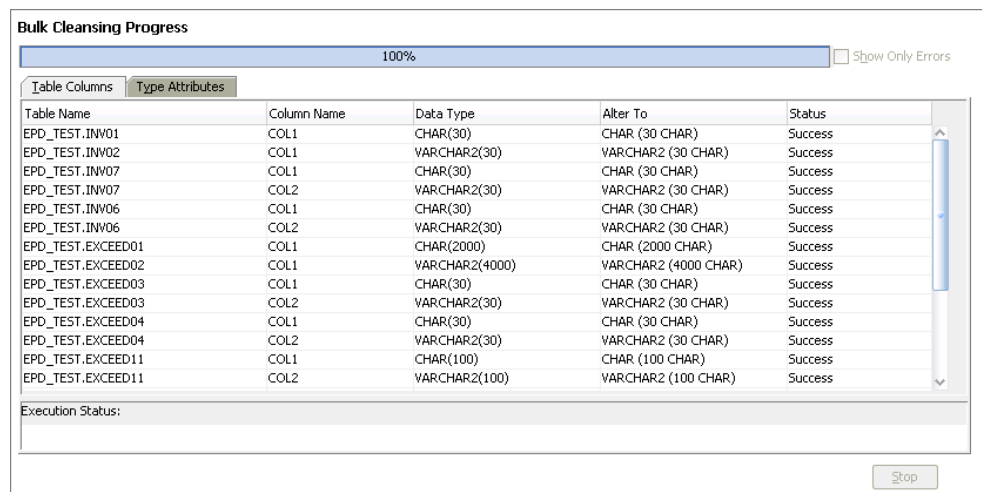 Bulk Cleansing Progress
100%
Show Only Errors
Table Columns Type Attributes
Table Name Column Name Data Type Alter To Status
EPD_TEST.INV01 COL1 CHAR(30) CHAR (30 CHAR) Success
EPD_TEST.INV02 COL1 VARCHAR2(30) VARCHAR2 (30 CHAR) Success
EPD_TEST.INV07 COL1 CHAR(30) CHAR (30 CHAR) Success
EPD_TEST.INV07 COL2 VARCHAR2(30) VARCHAR2 (30 CHAR) Success
EPD_TEST.INV06 COL1 CHAR(30) CHAR (30 CHAR) Success
EPD_TEST.INV06 COL2 VARCHAR2(30) VARCHAR2 (30 CHAR) Success
EPD_TEST.EXCEED01 COL1 CHAR(2000) CHAR (2000 CHAR) Success
EPD_TEST.EXCEED02 COL1 VARCHAR2(4000) VARCHAR2 (4000 CHAR) Success
EPD_TEST.EXCEED03 COL1 CHAR(30) CHAR (30 CHAR) Success
EPD_TEST.EXCEED03 COL2 VARCHAR2(30) VARCHAR2 (30 CHAR) Success
EPD_TEST.EXCEED04 COL1 CHAR(30) CHAR (30 CHAR) Success
EPD_TEST.EXCEED04 COL2 VARCHAR2(30) VARCHAR2 (30 CHAR) Success
EPD_TEST.EXCEED11 COL1 CHAR(100) CHAR (100 CHAR) Success
EPD_TEST.EXCEED11 COL2 VARCHAR2(100) VARCHAR2 (100 CHAR) Success
Execution Status:
Stop